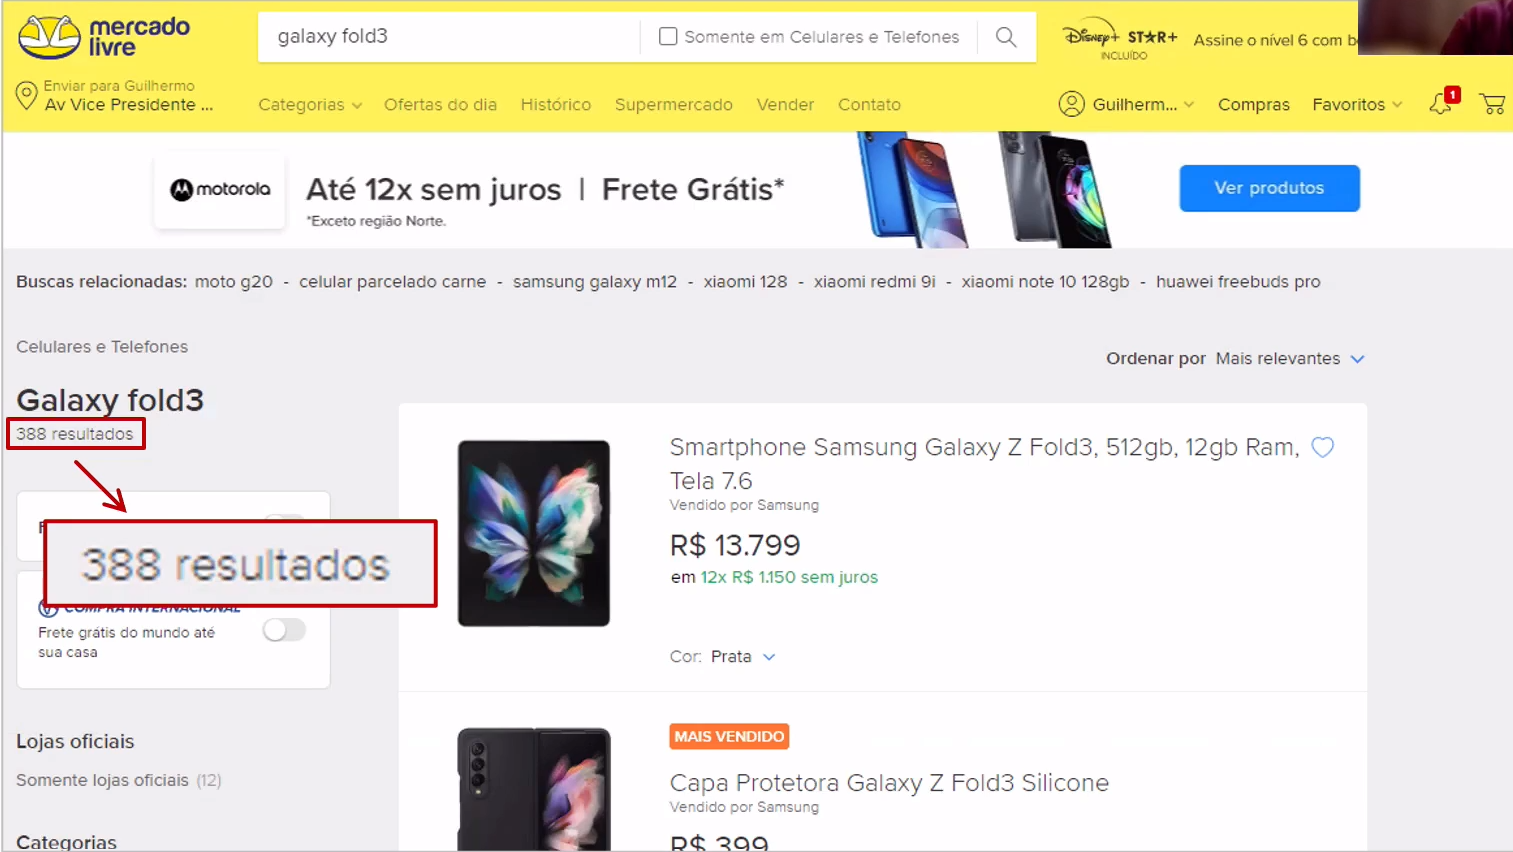 mercado
livre
galaxy fold3
Somente em Celulares e Telefones
Disney+ STAR+
INCLUÍDO
Assine o nível 6 com
Enviar para Guilhermo
Av Vice Presidente ...
Categorias
Ofertas do dia
Histórico
Supermercado
Vender
Contato
Guilherm...
Compras
Favoritos
1
motorola
Até 12x sem juros | Frete Grátis*
*Exceto região Norte.
Ver produtos
Buscas relacionadas: moto g20 - celular parcelado carne - samsung galaxy m12 - xiaomi 128 - xiaomi redmi 9i - xiaomi note 10 128gb - huawei freebuds pro
Celulares e Telefones
Ordenar por Mais relevantes
Galaxy fold3
388 resultados
388 resultados
COMPRA INTERNACIONAL
Frete grátis do mundo até
sua casa
Lojas oficiais
Somente lojas oficiais (12)
Categorias
Smartphone Samsung Galaxy Z Fold3, 512gb, 12gb Ram,
Tela 7.6
Vendido por Samsung
R$ 13.799
em 12x R$ 1.150 sem juros
Cor: Prata
MAIS VENDIDO
Capa Protetora Galaxy Z Fold3 Silicone
Vendido por Samsung
R$ 399